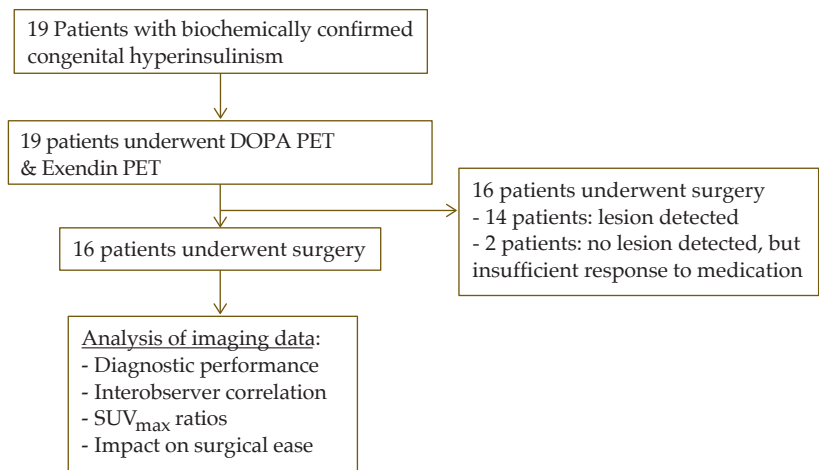 19 Patients with biochemically confirmed
congenital hyperinsulinism
19 patients underwent DOPA PET
& Exendin PET
16 patients underwent surgery
- 14 patients: lesion detected
- 2 patients: no lesion detected, but
insufficient response to medication
16 patients underwent surgery
Analysis of imaging data:
- Diagnostic performance
- Interobserver correlation
- SUVmax ratios
- Impact on surgical ease